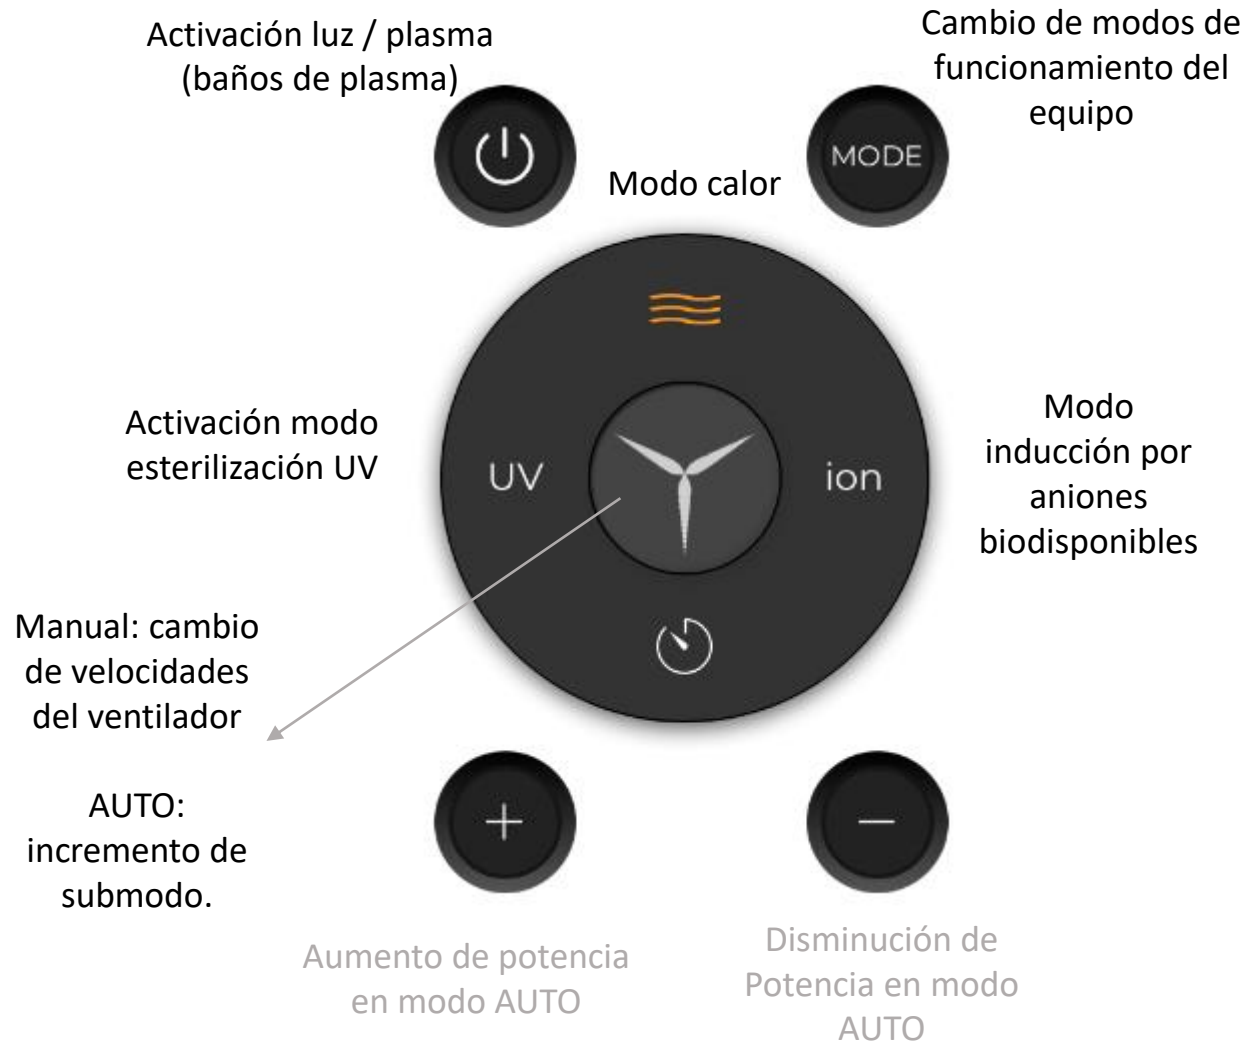 Activación luz / plasma
(baños de plasma)
Cambio de modos de
funcionamiento del
equipo
MODE
Modo calor
Activación modo
esterilización UV
UV
ion
Modo
inducción por
aniones
biodisponibles
Manual: cambio
de velocidades
del ventilador
AUTO:
incremento de
submodo.
+
−
Aumento de potencia
en modo AUTO
Disminución de
Potencia en modo
AUTO